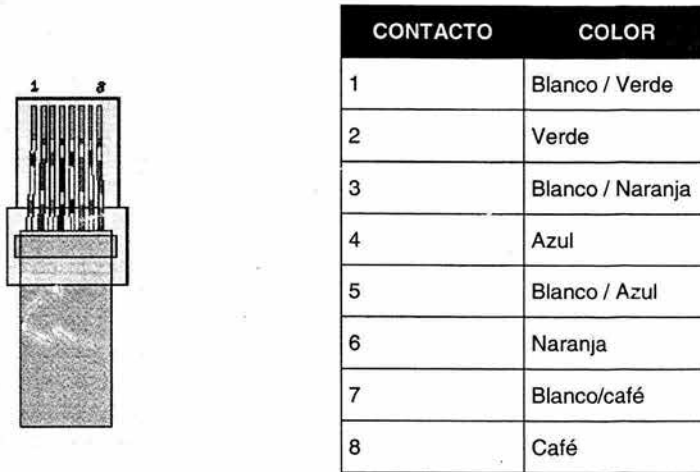 1 8
CONTACTO COLOR
1 Blanco / Verde
2 Verde
3 Blanco / Naranja
4 Azul
5 Blanco / Azul
6 Naranja
7 Blanco/café
8 Café